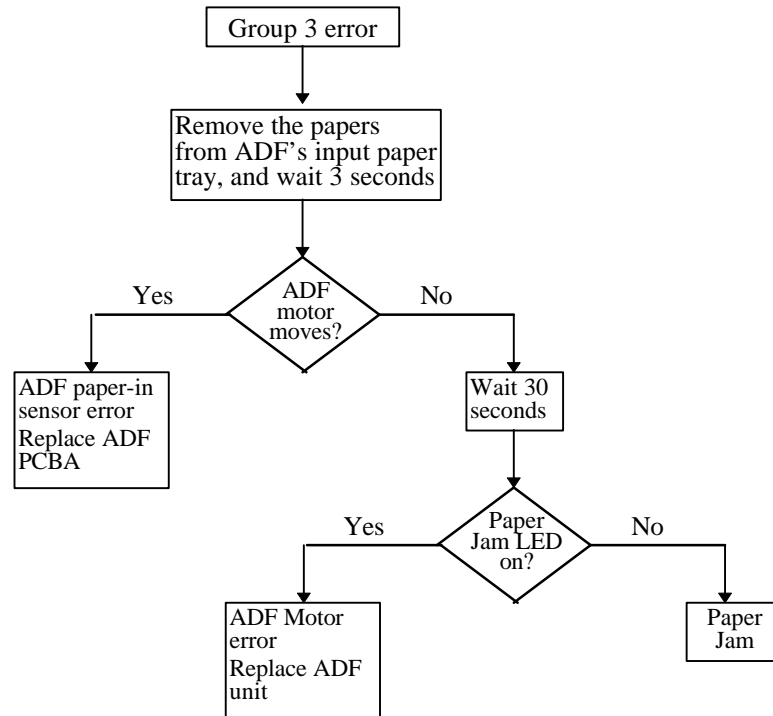 Group 3 error
Remove the papers
from ADF's input paper
tray, and wait 3 seconds
Yes
ADF
motor
moves?
No
ADF paper-in
sensor error
Replace ADF
PCBA
Wait 30
seconds
Yes
Paper
Jam LED
on?
No
ADF Motor
error
Replace ADF
unit
Paper
Jam